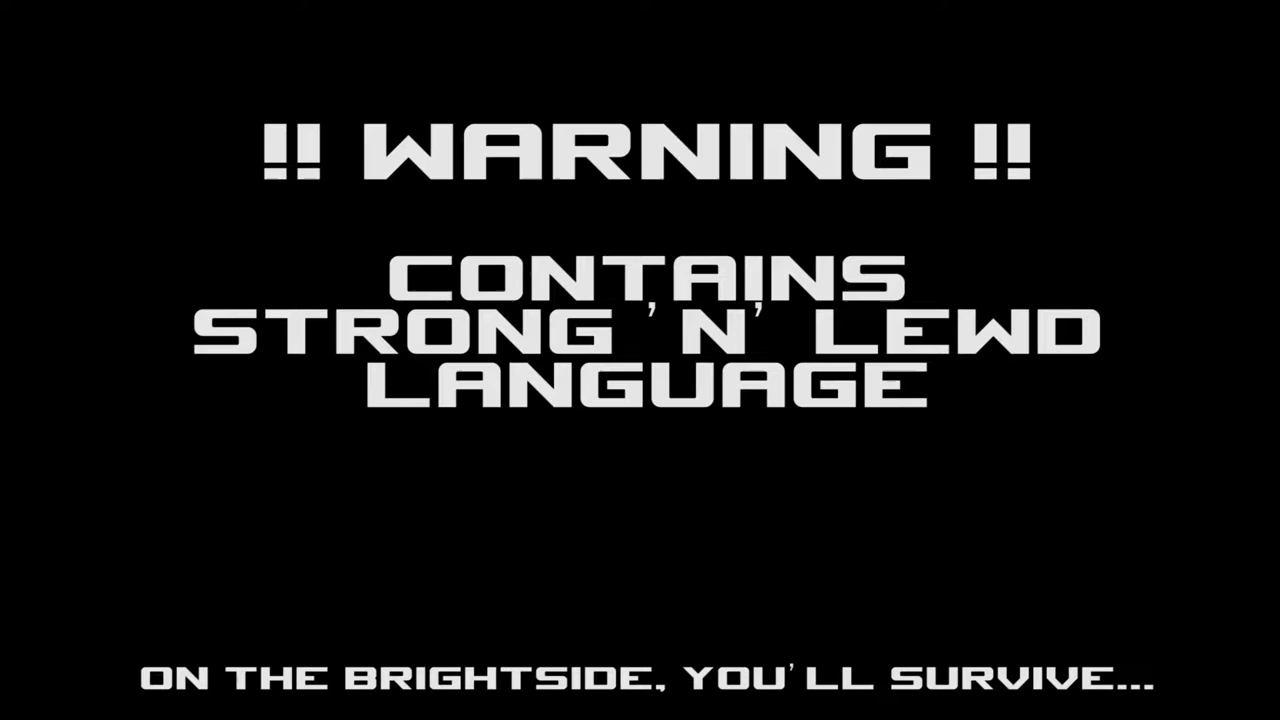 !! WARNING !!
CONTAINS
STRONG 'N' LEWD
LANGUAGE
ON THE BRIGHTSIDE, YOU'LL SURVIVE...